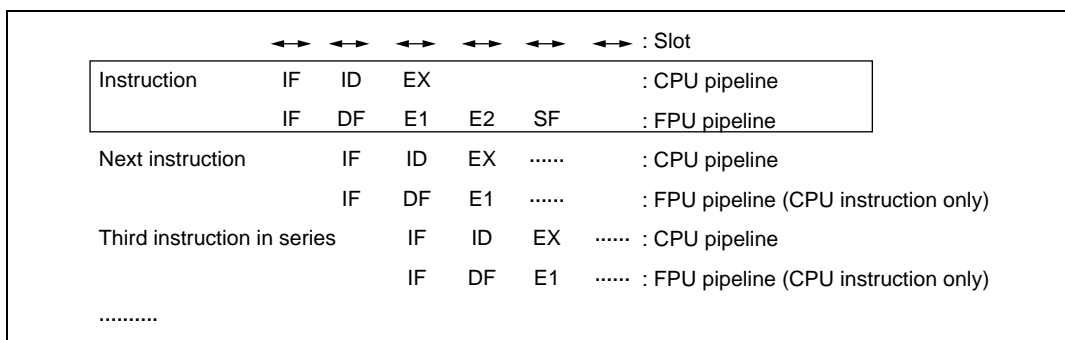 : Slot
Instruction IF ID EX : CPU pipeline
IF DF E1 E2 SF : FPU pipeline
Next instruction IF ID EX ...... : CPU pipeline
IF DF E1 ...... : FPU pipeline (CPU instruction only)
Third instruction in series IF ID EX ...... : CPU pipeline
IF DF E1 ...... : FPU pipeline (CPU instruction only)
..........